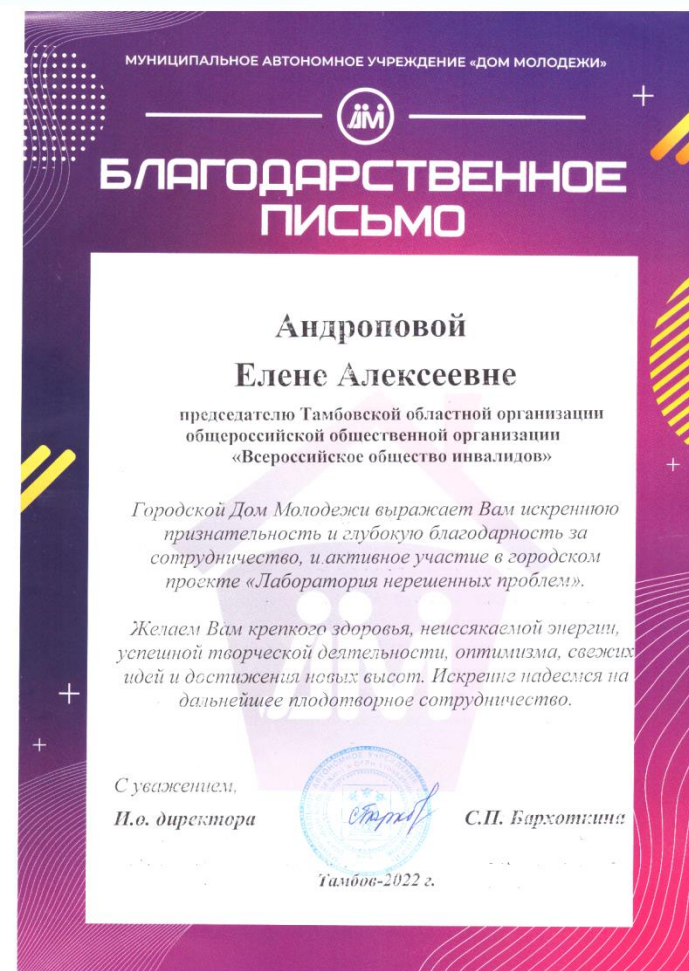 МУНИЦИПАЛЬНОЕ АВТОНОМНОЕ УЧРЕЖДЕНИЕ «ДОМ МОЛОДЕЖИ»
ДМ
БЛАГОДАРСТВЕННОЕ
ПИСЬМО
Андроповой
Елене Алексеевне
председателю Тамбовской областной организации
общероссийской общественной организации
«Всероссийское общество инвалидов»
Городской Дом Молодежи выражает Вам искреннюю
признательность и глубокую благодарность за
сотрудничество, и активное участие в городском
проекте «Лаборатория нерешенных проблем».
Желаем Вам крепкого здоровья, неиссякаемой энергии,
успешной творческой деятельности, оптимизма, свежих
идей и достижения новых высот. Искренне надеемся на
дальнейшее плодотворное сотрудничество.
С уважением,
И.о. директора
С.П. Бархоткина
Тамбов-2022 г.